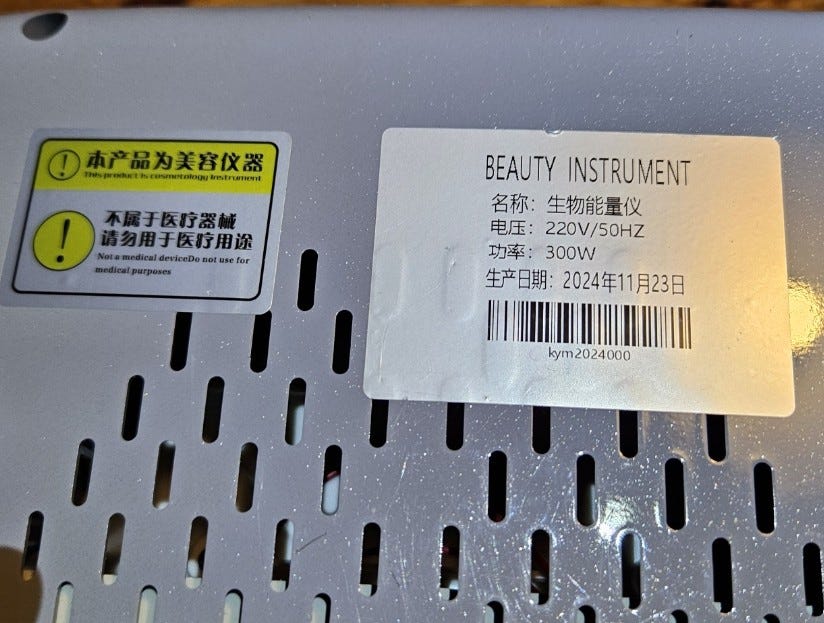 本产品为美容仪器
This product is cosmetology instrument
不属于医疗器械
请勿用于医疗用途
Not a medical deviceDo not use for
medical purposes
BEAUTY INSTRUMENT
名称：生物能量仪
电压：220V/50HZ
功率：300W
生产日期：2024年11月23日
kym2024000